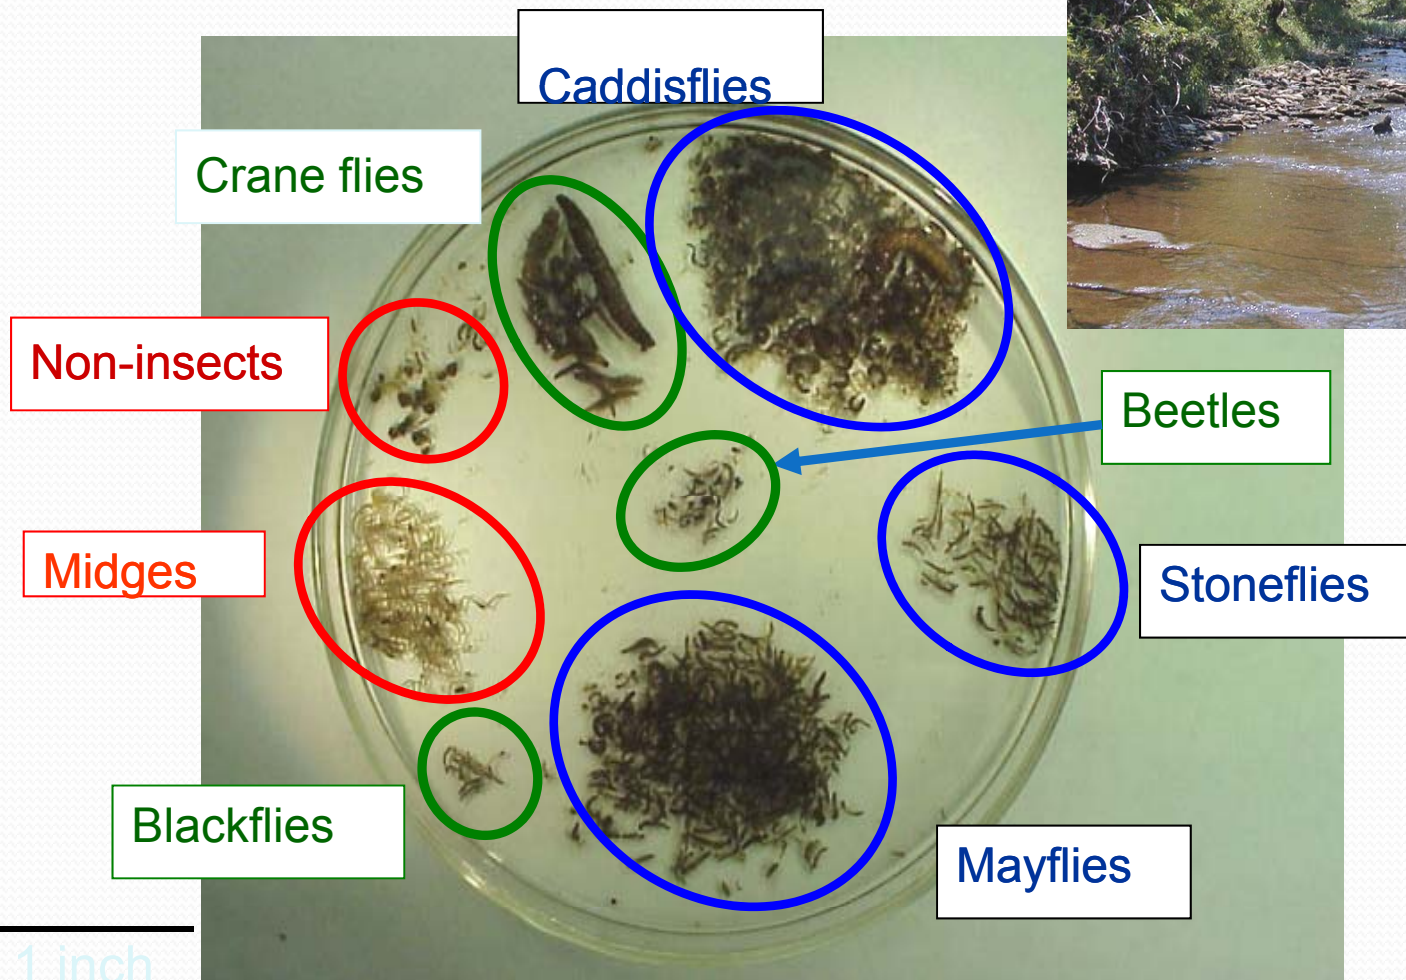 Caddisflies
Crane flies
Non-insects
Beetles
Midges
Stoneflies
Blackflies
Mayflies
1 inch